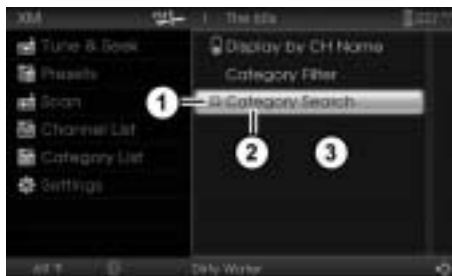 XM
The 60s
Tune & Seek
Display by CH Name
Presets
Category Filter
Scan
1
Category Search
Channel List
2
3
Category List
Settings
Dirty Water